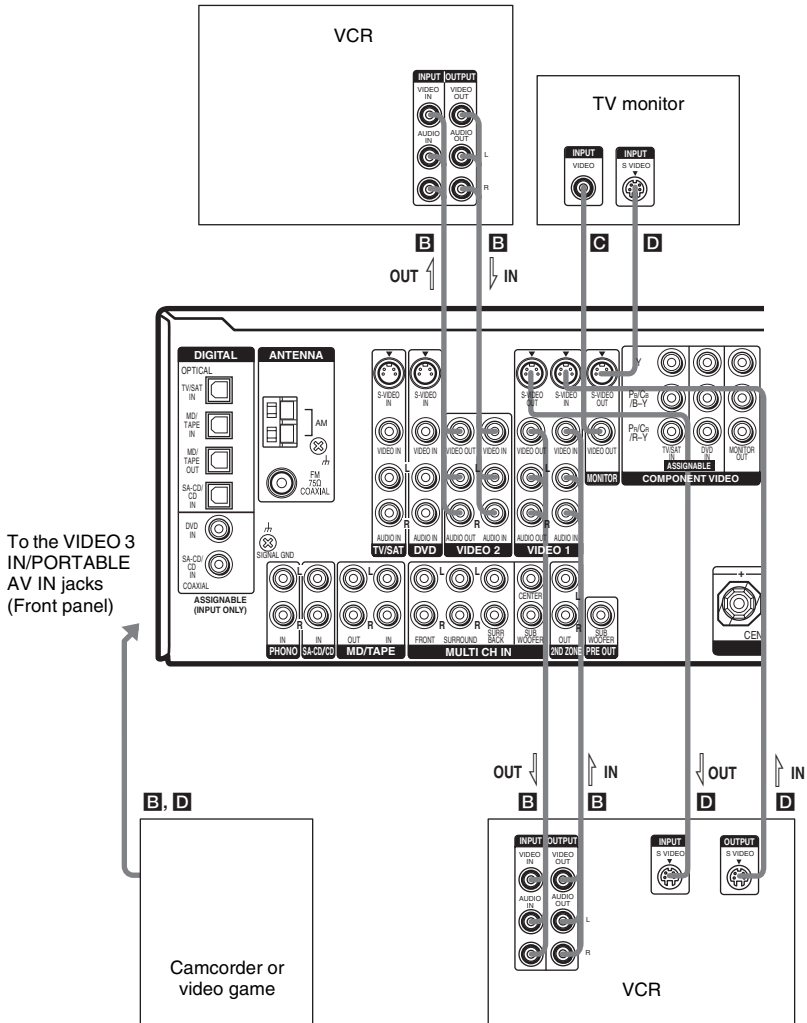 VCR
INPUT OUTPUT
VIDEO IN
VIDEO OUT
AUDIO IN
AUDIO OUT
L
R
TV monitor
INPUT
VIDEO
INPUT
S VIDEO
B
B
C
D
OUT
IN
DIGITAL
OPTICAL
TV/SAT IN
MD/TAPE IN
MD/TAPE OUT
SA-CD/CD IN
DVD IN
SA-CD/CD IN
COAXIAL
ASSIGNABLE
(INPUT ONLY)
ANTENNA
AM
FM
75Ω
COAXIAL
SIGNAL GND
S-VIDEO IN
S-VIDEO IN
S-VIDEO OUT
S-VIDEO IN
S-VIDEO OUT
VIDEO IN
VIDEO IN
VIDEO OUT
VIDEO IN
VIDEO OUT
VIDEO IN
VIDEO OUT
L
L
L
R
R
R
AUDIO IN
AUDIO IN
AUDIO OUT
AUDIO IN
AUDIO OUT
AUDIO IN
TV/SAT
DVD
VIDEO 2
VIDEO 1
MONITOR
Y
PB/CB
/B–Y
PR/CR
/R–Y
TV/SAT IN
DVD IN
MONITOR OUT
ASSIGNABLE
COMPONENT VIDEO
To the VIDEO 3
IN/PORTABLE
AV IN jacks
(Front panel)
L
L
L
L
CENTER
L
R
R
R
R
R
IN
IN
OUT
IN
FRONT
SURROUND
SURR BACK
SUB WOOFER
OUT
SUB WOOFER
PHONO
SA-CD/CD
MD/TAPE
MULTI CH IN
2ND ZONE
PRE OUT
+
CEN
OUT
IN
OUT
IN
B
B
D
D
B, D
Camcorder or
video game
INPUT OUTPUT
VIDEO IN
VIDEO OUT
AUDIO IN
AUDIO OUT
L
R
INPUT
S VIDEO
OUTPUT
S VIDEO
VCR